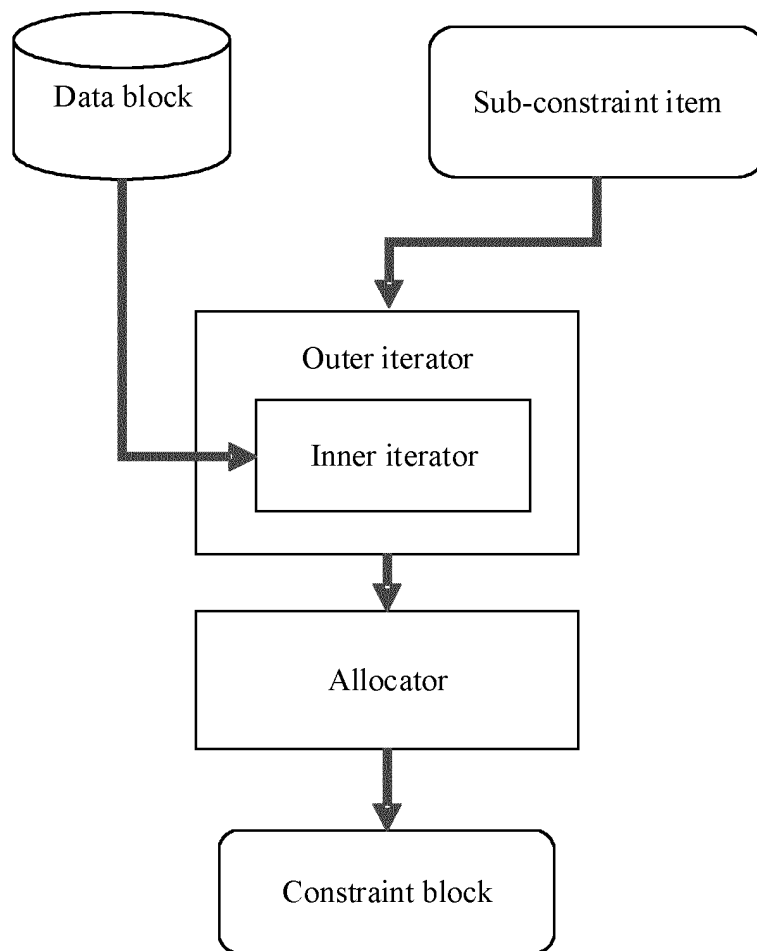 Data block
Sub-constraint item
Outer iterator
Inner iterator
Allocator
Constraint block